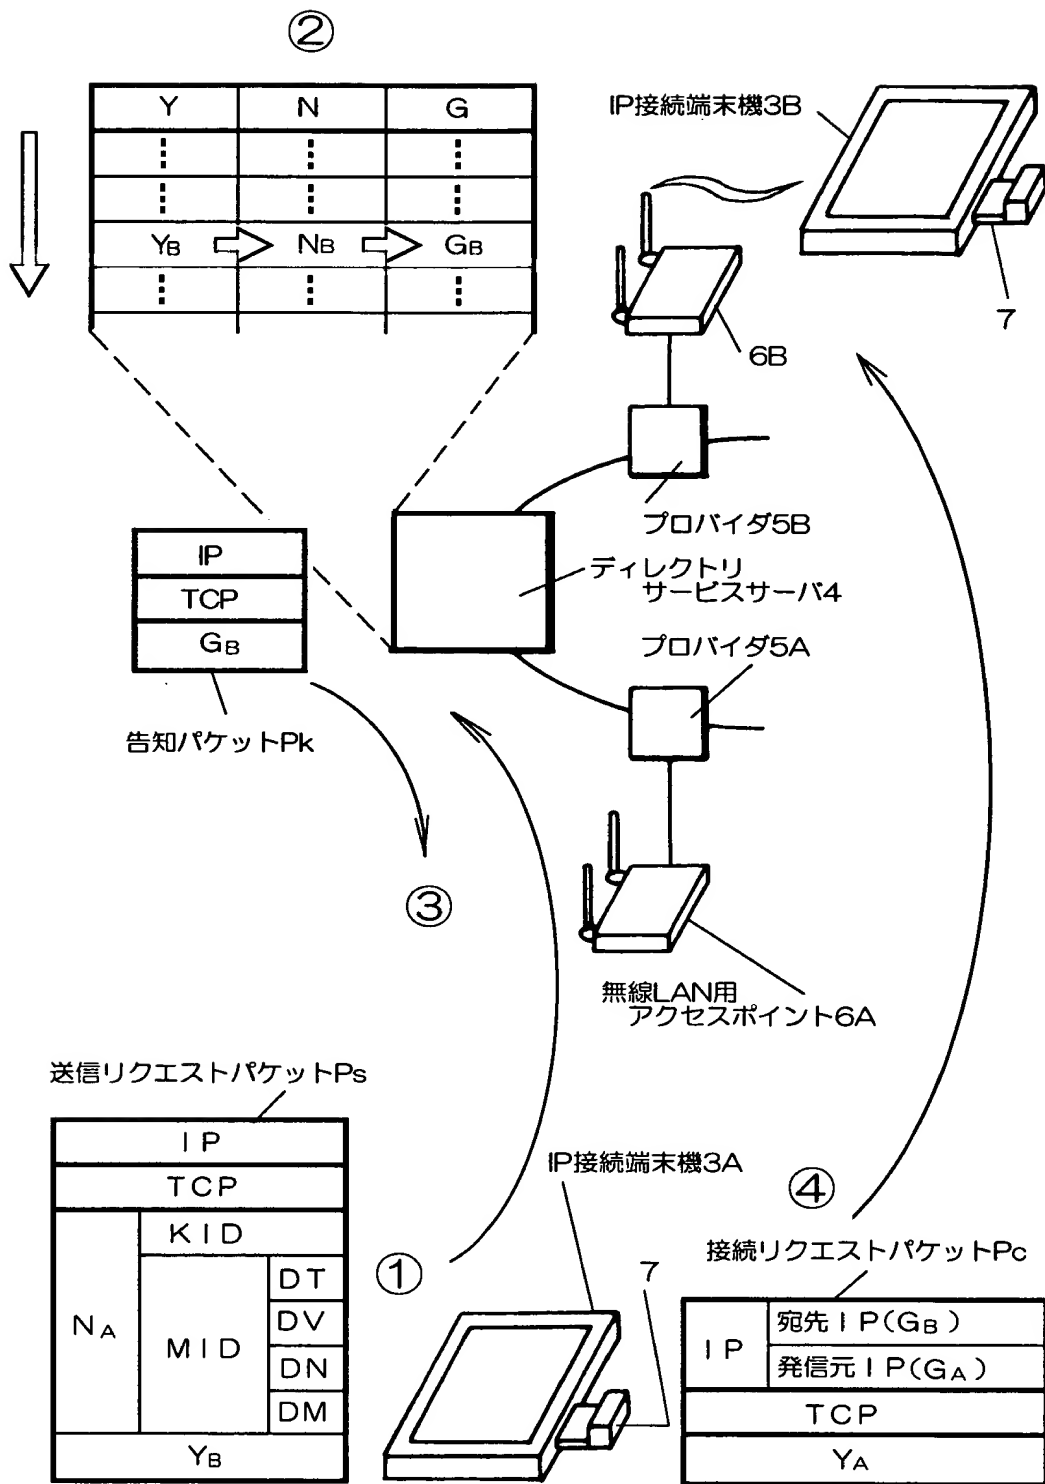 ②
Y N G
YB NB GB
IP接続端末機3B
7
6B
プロバイダ5B
ディレクトリ
サービスサーバ4
プロバイダ5A
IP
TCP
GB
告知パケットPk
③
無線LAN用
アクセスポイント6A
送信リクエストパケットPs
IP
TCP
NA
KID
MID
DT
DV
DN
DM
YB
①
IP接続端末機3A
7
④
接続リクエストパケットPc
IP
宛先IP(GB)
発信元IP(GA)
TCP
YA